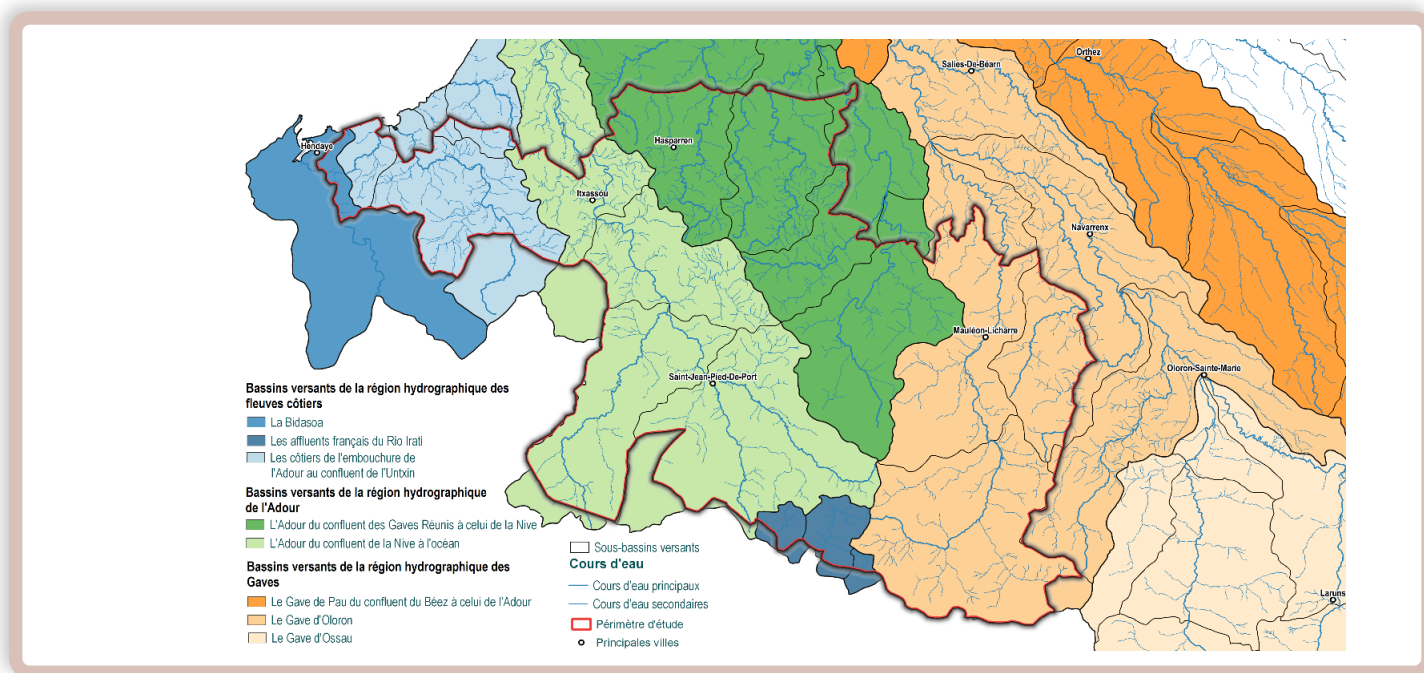 Orthez
Salies-De-Béarn
Hendaye
Hasparren
Itxassou
Navarrenx
Mauléon-Licharre
Oloron-Sainte-Marie
Saint-Jean-Pied-De-Port
Laruns
Bassins versants de la région hydrographique des
fleuves côtiers
La Bidasoa
Les affluents français du Rio Irati
Les côtiers de l'embouchure de
l'Adour au confluent de l'Untxin
Bassins versants de la région hydrographique
de l'Adour
L'Adour du confluent des Gaves Réunis à celui de la Nive
L'Adour du confluent de la Nive à l'océan
Bassins versants de la région hydrographique des
Gaves
Le Gave de Pau du confluent du Béez à celui de l'Adour
Le Gave d'Oloron
Le Gave d'Ossau
Sous-bassins versants
Cours d'eau
Cours d'eau principaux
Cours d'eau secondaires
Périmètre d'étude
Principales villes